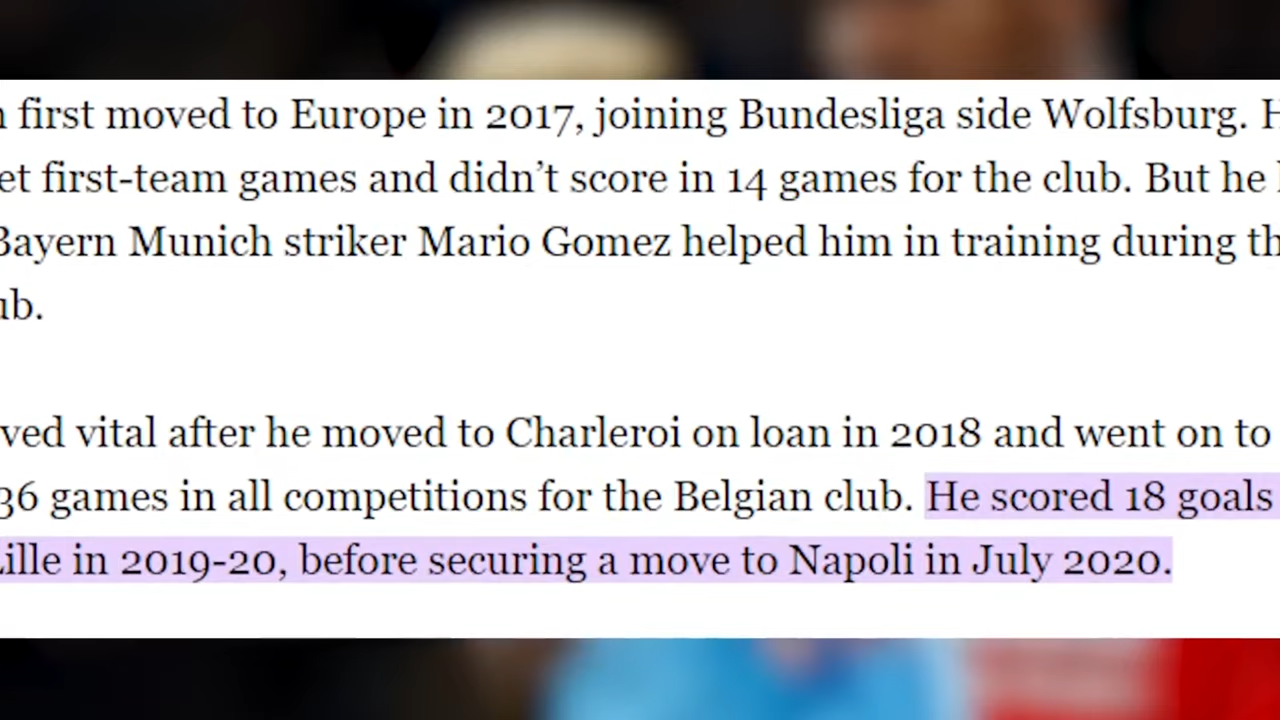 first moved to Europe in 2017, joining Bundesliga side Wolfsburg.
first-team games and didn’t score in 14 games for the club. But he
Bayern Munich striker Mario Gomez helped him in training during
ub.
ved vital after he moved to Charleroi on loan in 2018 and went on to
36 games in all competitions for the Belgian club. He scored 18 goals
Lille in 2019-20, before securing a move to Napoli in July 2020.